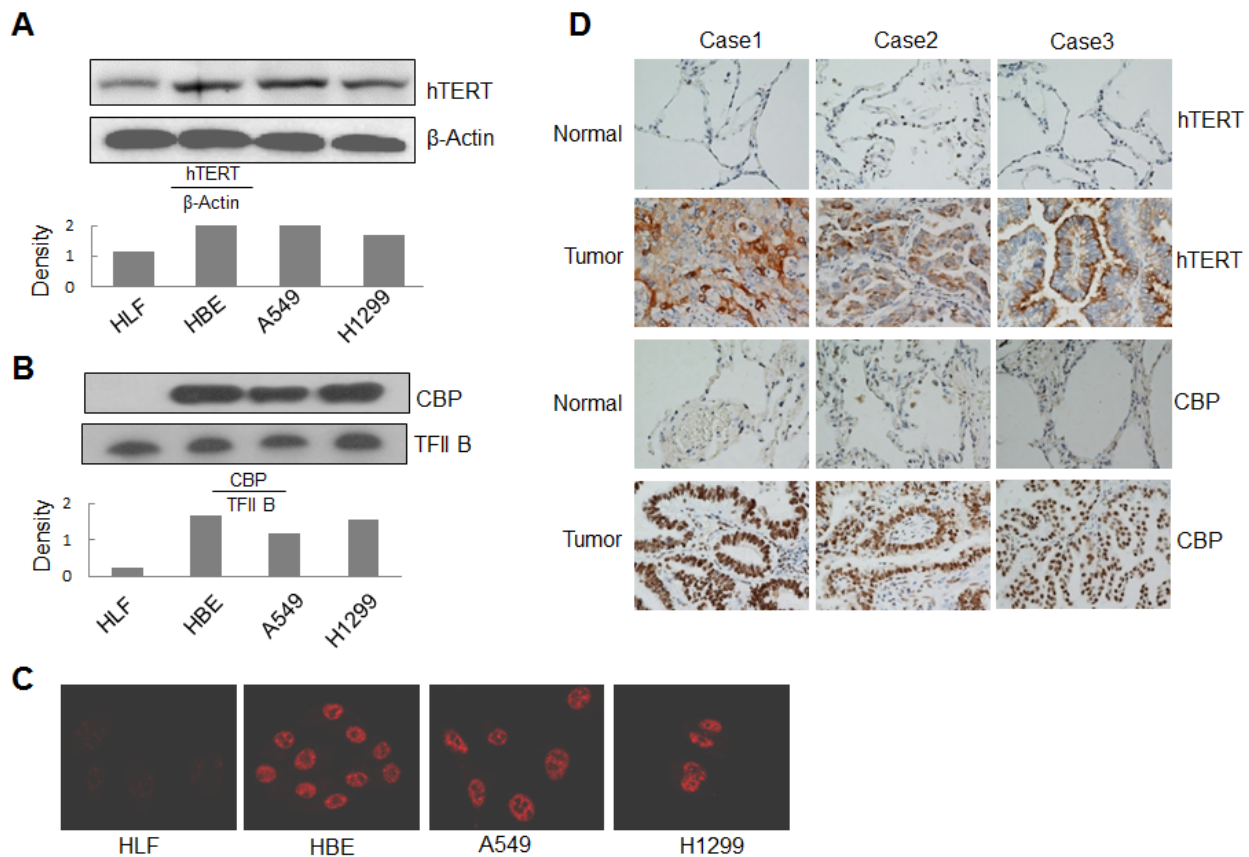 A
hTERT
β-Actin
hTERT
β-Actin
Density
2
1
0
HLF
HBE
A549
H1299
B
CBP
TFII B
CBP
TFII B
Density
2
1
0
HLF
HBE
A549
H1299
C
HLF
HBE
A549
H1299
D
Case1
Case2
Case3
Normal
hTERT
Tumor
hTERT
Normal
CBP
Tumor
CBP